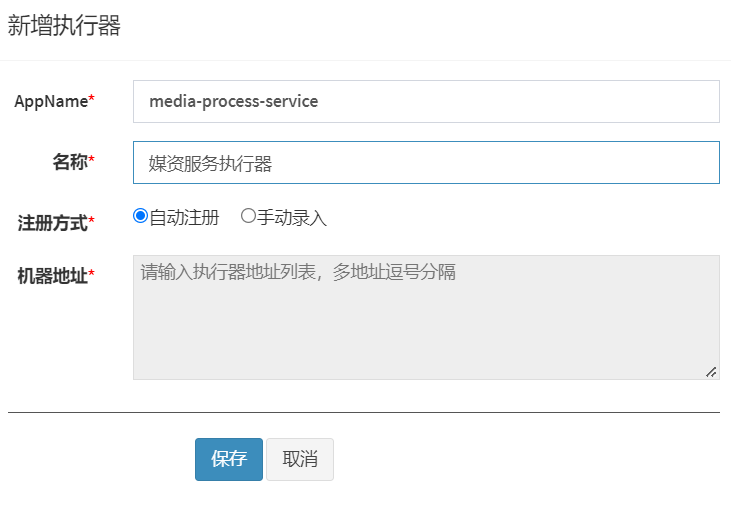 新增执行器
AppName*
media-process-service
名称*
媒资服务执行器
注册方式*
自动注册 手动录入
机器地址*
请输入执行器地址列表，多地址逗号分隔
保存 取消